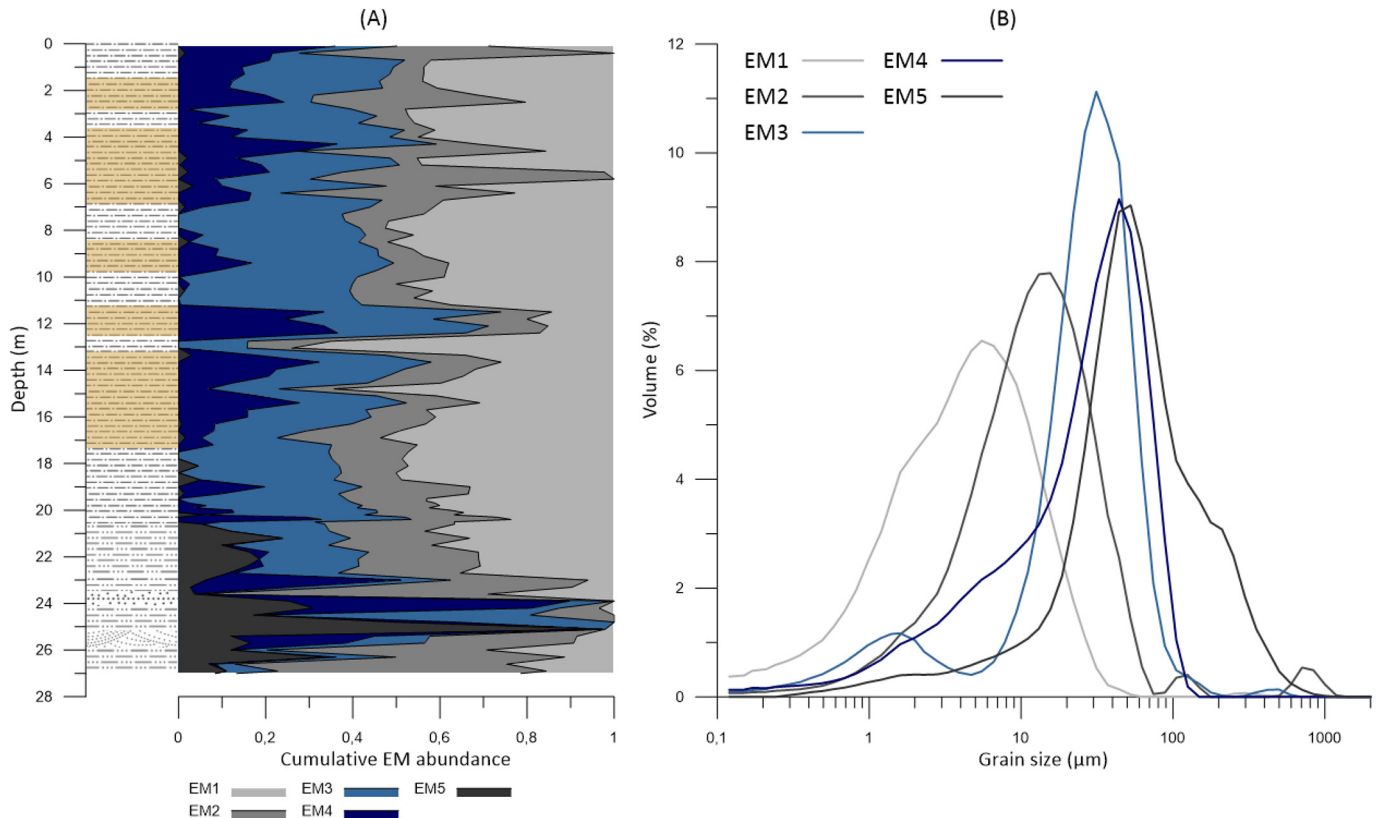 (A)
0
2
4
6
8
10
12
14
16
18
20
22
24
26
28
Depth (m)
0
0,2
0,4
0,6
0,8
1
Cumulative EM abundance
EM1
EM3
EM5
EM2
EM4
(B)
12
10
8
6
4
2
0
Volume (%)
EM1
EM4
EM2
EM5
EM3
0,1
1
10
100
1000
Grain size (µm)